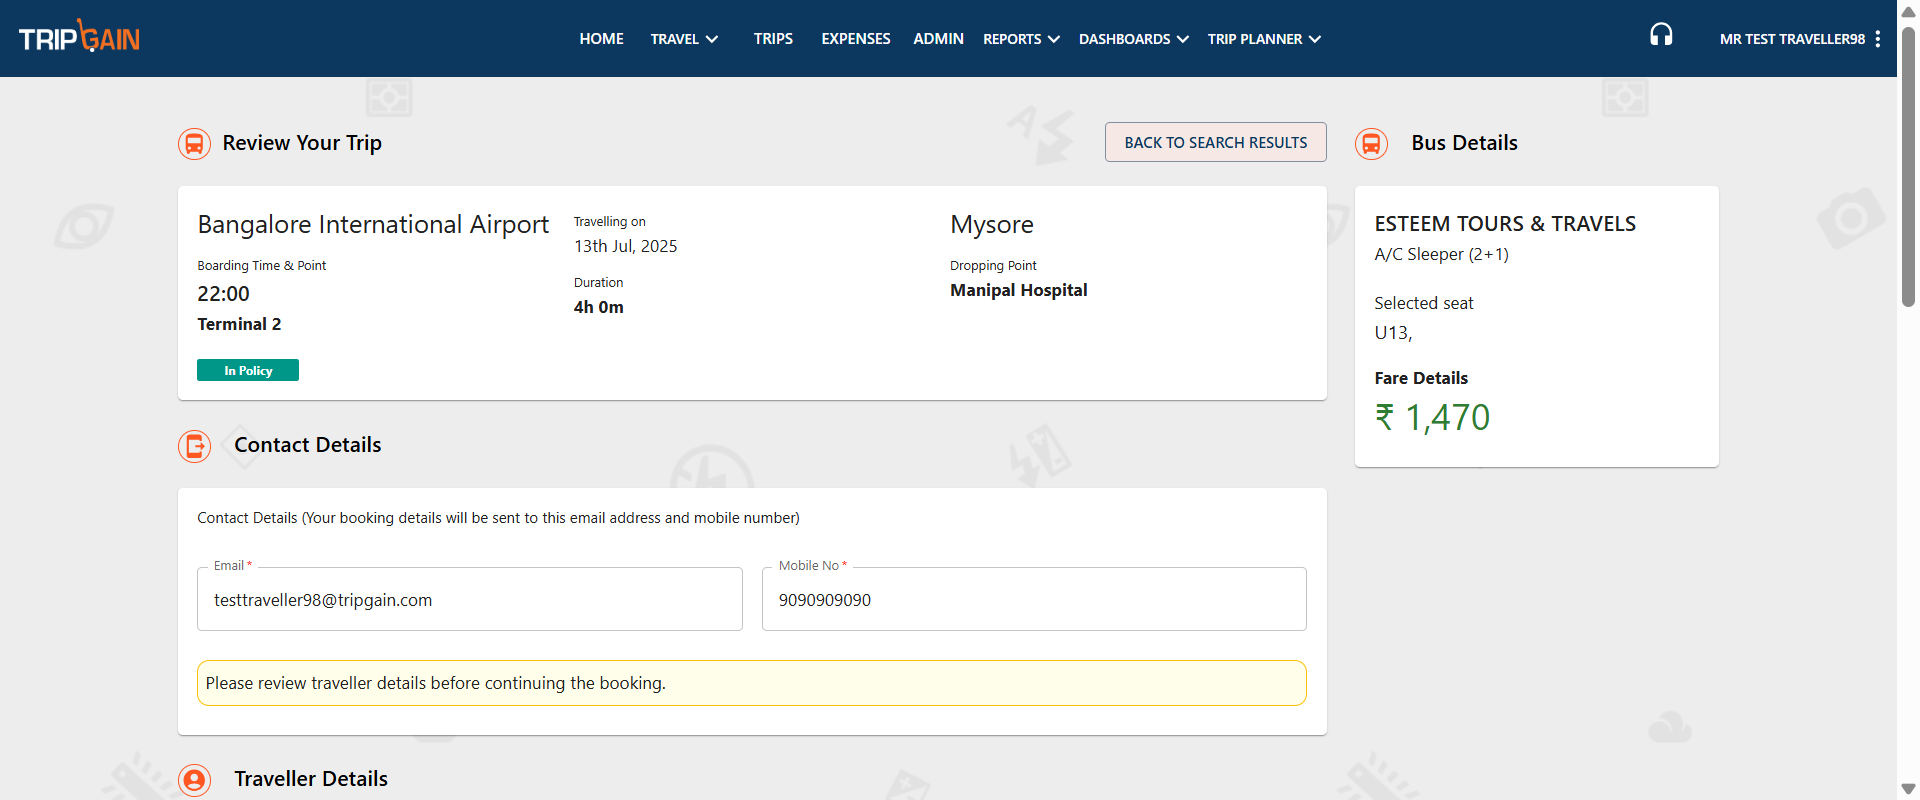 TRIPGAIN
HOME TRAVEL TRIPS EXPENSES ADMIN REPORTS DASHBOARDS TRIP PLANNER
MR TEST TRAVELLER98
Review Your Trip
BACK TO SEARCH RESULTS
Bangalore International Airport
Boarding Time & Point
22:00
Terminal 2
In Policy
Travelling on
13th Jul, 2025
Duration
4h 0m
Mysore
Dropping Point
Manipal Hospital
Bus Details
ESTEEM TOURS & TRAVELS
A/C Sleeper (2+1)
Selected seat
U13,
Fare Details
₹ 1,470
Contact Details
Contact Details (Your booking details will be sent to this email address and mobile number)
Email *
testtraveller98@tripgain.com
Mobile No *
9090909090
Please review traveller details before continuing the booking.
Traveller Details